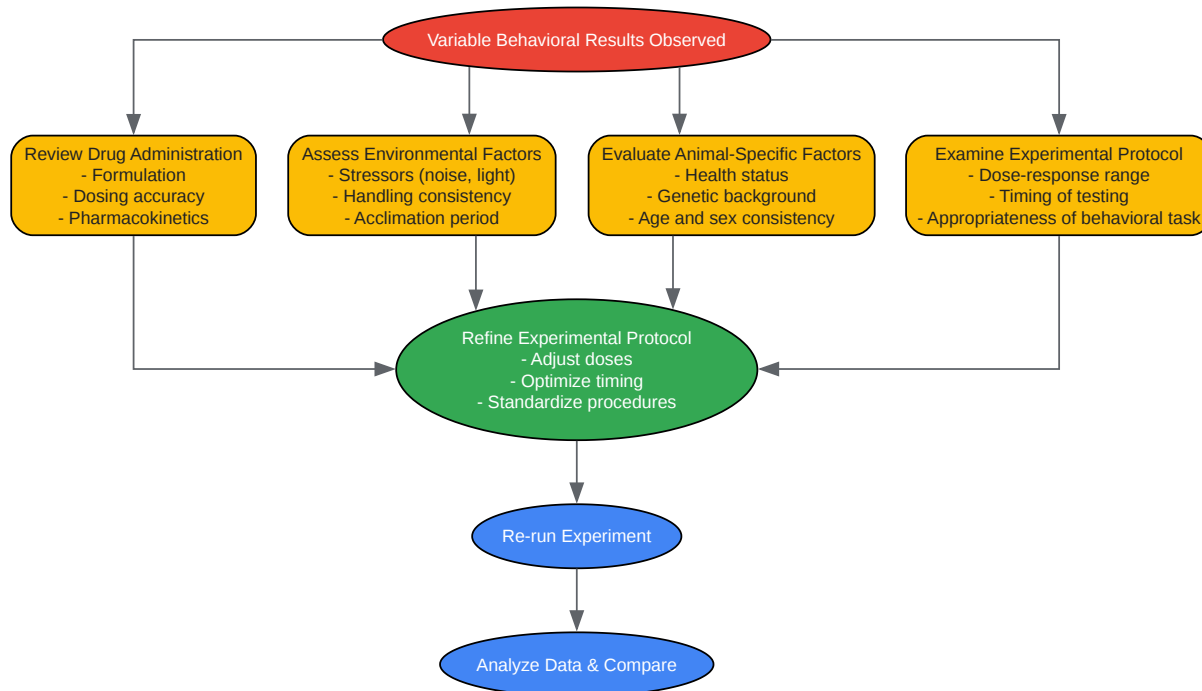 Variable Behavioral Results Observed
Review Drug Administration
- Formulation
- Dosing accuracy
- Pharmacokinetics
Assess Environmental Factors
- Stressors (noise, light)
- Handling consistency
- Acclimation period
Evaluate Animal-Specific Factors
- Health status
- Genetic background
- Age and sex consistency
Examine Experimental Protocol
- Dose-response range
- Timing of testing
- Appropriateness of behavioral task
Refine Experimental Protocol
- Adjust doses
- Optimize timing
- Standardize procedures
Re-run Experiment
Analyze Data & Compare